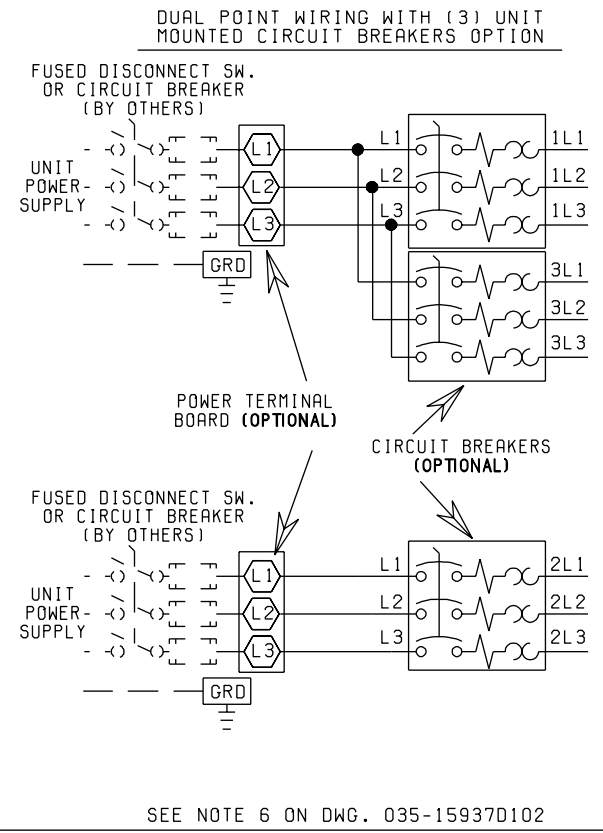 DUAL POINT WIRING WITH (3) UNIT
MOUNTED CIRCUIT BREAKERS OPTION
FUSED DISCONNECT SW.
OR CIRCUIT BREAKER
(BY OTHERS)
UNIT
POWER
SUPPLY
L1
L2
L3
GRD
L1
L2
L3
1L1
1L2
1L3
3L1
3L2
3L3
POWER TERMINAL
BOARD (OPTIONAL)
CIRCUIT BREAKERS
(OPTIONAL)
FUSED DISCONNECT SW.
OR CIRCUIT BREAKER
(BY OTHERS)
UNIT
POWER
SUPPLY
L1
L2
L3
GRD
L1
L2
L3
2L1
2L2
2L3
SEE NOTE 6 ON DWG. 035-15937D102